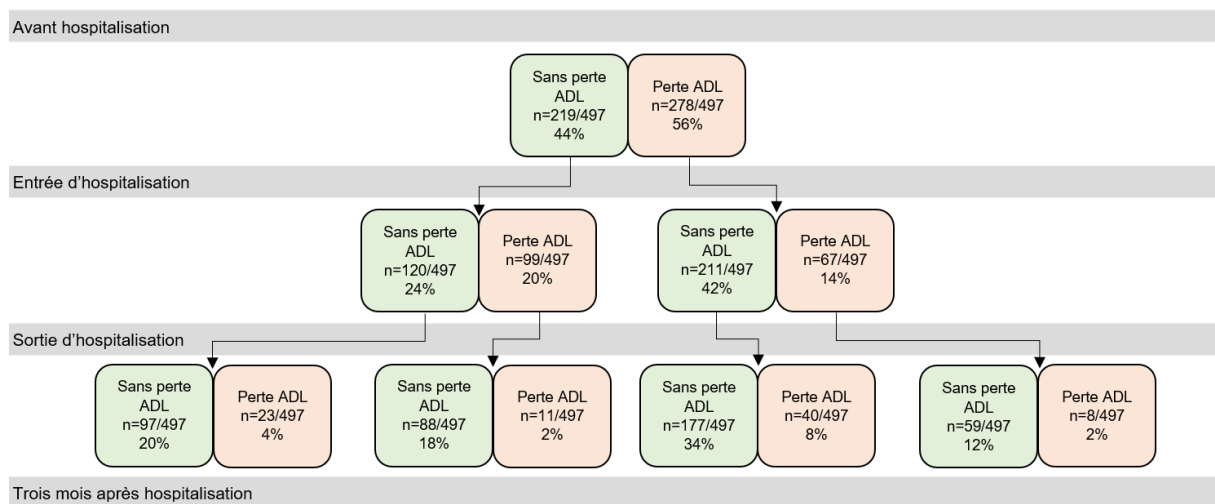 Avant hospitalisation
Sans perte
ADL
n=219/497
44%
Perte ADL
n=278/497
56%
Entrée d’hospitalisation
Sans perte
ADL
n=120/497
24%
Perte ADL
n=99/497
20%
Sans perte
ADL
n=211/497
42%
Perte ADL
n=67/497
14%
Sortie d’hospitalisation
Sans perte
ADL
n=97/497
20%
Perte ADL
n=23/497
4%
Sans perte
ADL
n=88/497
18%
Perte ADL
n=11/497
2%
Sans perte
ADL
n=177/497
34%
Perte ADL
n=40/497
8%
Sans perte
ADL
n=59/497
12%
Perte ADL
n=8/497
2%
Trois mois après hospitalisation